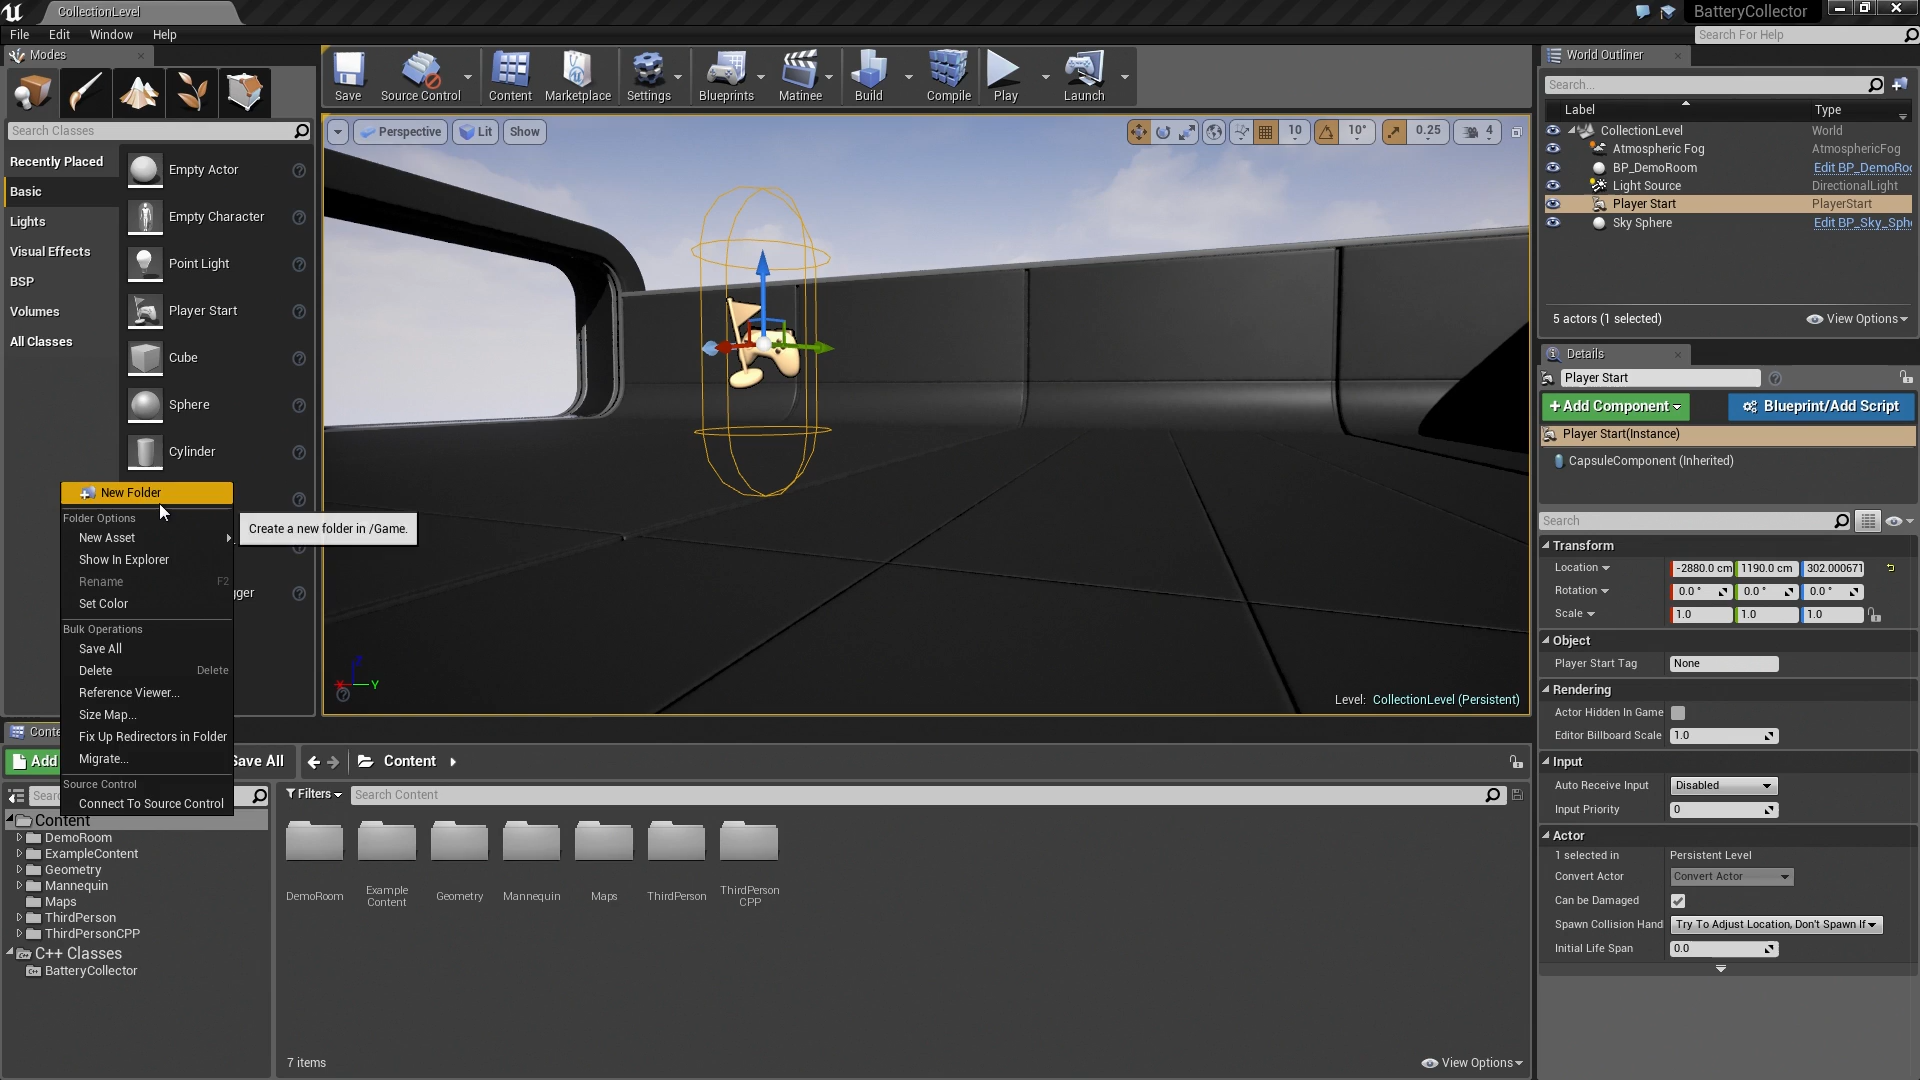 CollectionLevel
BatteryCollector
File Edit Window Help
Search For Help
Modes
Search Classes
Recently Placed
Basic
Lights
Visual Effects
BSP
Volumes
All Classes
Empty Actor
Empty Character
Point Light
Player Start
Cube
Sphere
Cylinder
gger
Save
Source Control
Content
Marketplace
Settings
Blueprints
Matinee
Build
Compile
Play
Launch
Perspective Lit Show
10 10° 0.25 4
X Y
Level: CollectionLevel (Persistent)
New Folder
Folder Options
New Asset
Show In Explorer
Rename F2
Set Color
Bulk Operations
Save All
Delete Delete
Reference Viewer...
Size Map...
Fix Up Redirectors in Folder
Migrate...
Source Control
Connect To Source Control
Create a new folder in /Game.
World Outliner
Search...
Label Type
CollectionLevel World
Atmospheric Fog AtmosphericFog
BP_DemoRoom Edit BP_DemoRoo
Light Source DirectionalLight
Player Start PlayerStart
Sky Sphere Edit BP_Sky_Sph
5 actors (1 selected) View Options
Details
Player Start
+Add Component Blueprint/Add Script
Player Start(Instance)
CapsuleComponent (Inherited)
Search
Transform
Location -2880.0 cm 1190.0 cm 302.000671
Rotation 0.0 ° 0.0 ° 0.0 °
Scale 1.0 1.0 1.0
Object
Player Start Tag None
Rendering
Actor Hidden In Game
Editor Billboard Scale 1.0
Input
Auto Receive Input Disabled
Input Priority 0
Actor
1 selected in Persistent Level
Convert Actor Convert Actor
Can be Damaged
Spawn Collision Hand Try To Adjust Location, Don't Spawn If
Initial Life Span 0.0
Conte
Add
Save All
Content
Sear
Filters
Search Content
Content
DemoRoom
ExampleContent
Geometry
Mannequin
Maps
ThirdPerson
ThirdPersonCPP
C++ Classes
BatteryCollector
DemoRoom
Example
Content
Geometry
Mannequin
Maps
ThirdPerson
ThirdPerson
CPP
7 items
View Options